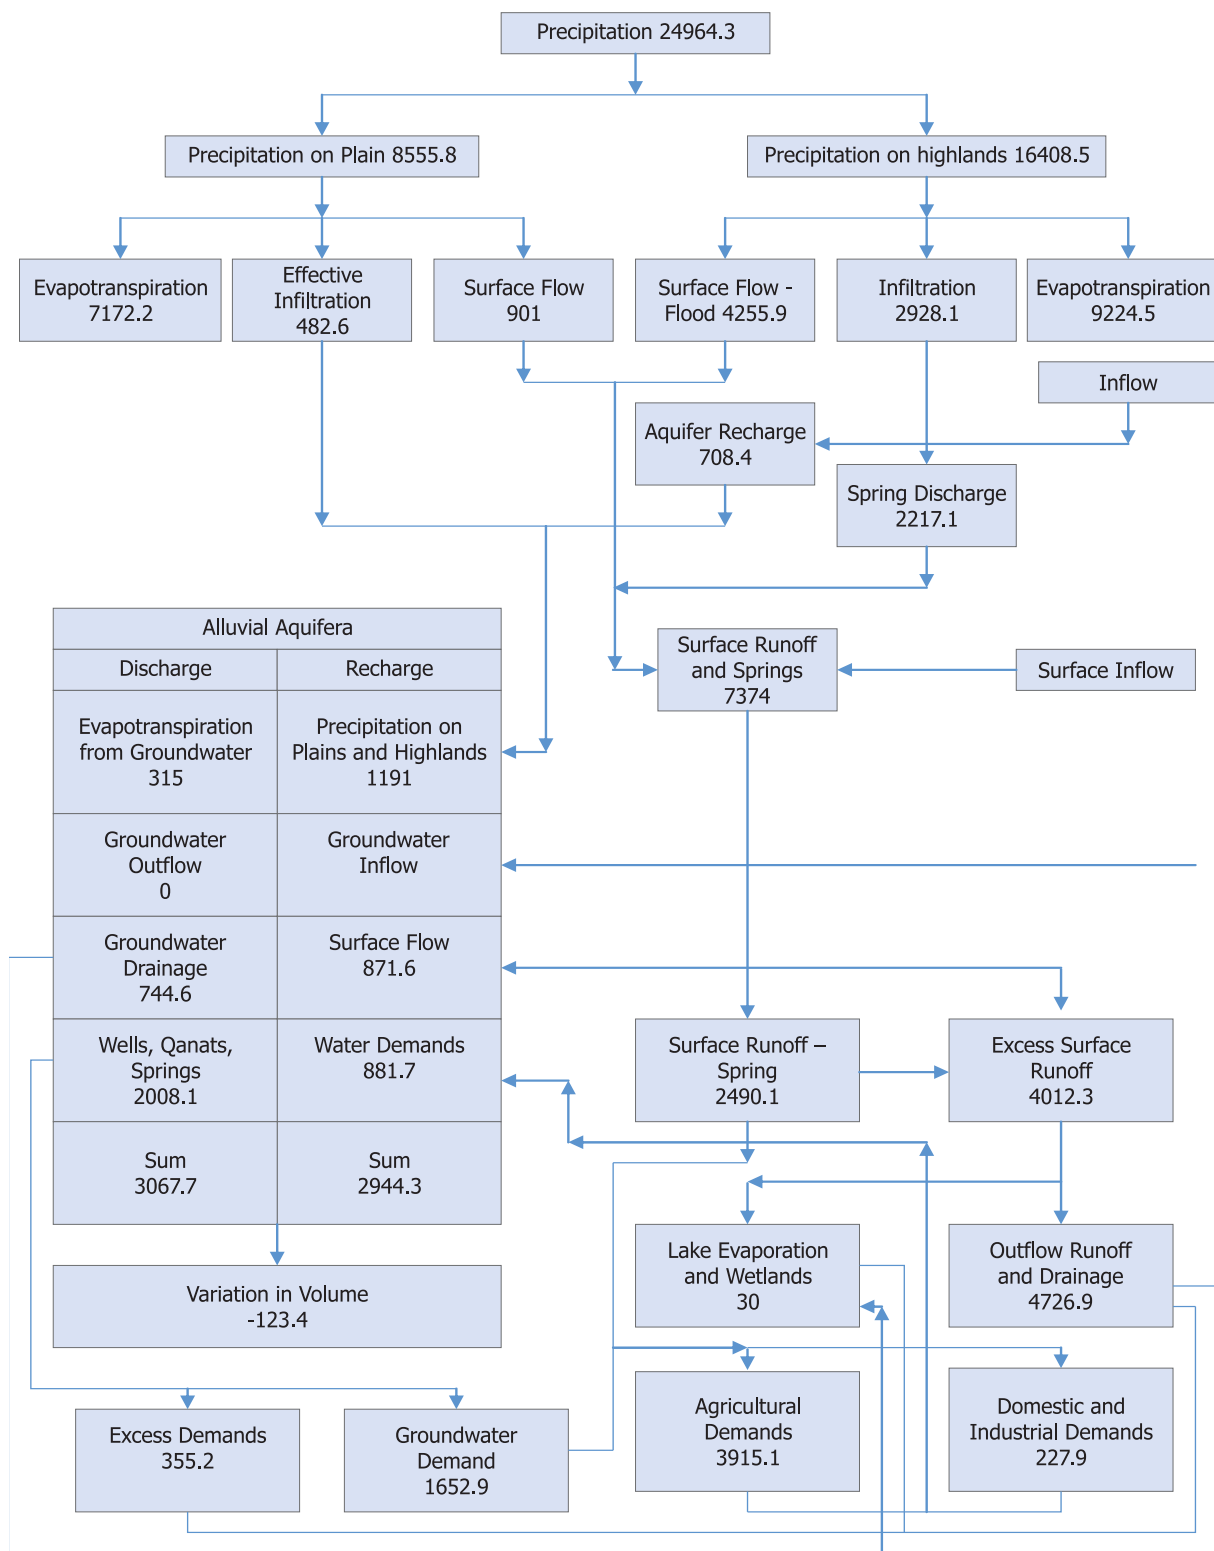 Precipitation 24964.3
Precipitation on Plain 8555.8
Precipitation on highlands 16408.5
Evapotranspiration
7172.2
Effective
Infiltration
482.6
Surface Flow
901
Surface Flow -
Flood 4255.9
Infiltration
2928.1
Evapotranspiration
9224.5
Inflow
Aquifer Recharge
708.4
Spring Discharge
2217.1
Alluvial Aquifera
Discharge
Recharge
Evapotranspiration
from Groundwater
315
Precipitation on
Plains and Highlands
1191
Groundwater
Outflow
0
Groundwater
Inflow
Groundwater
Drainage
744.6
Surface Flow
871.6
Wells, Qanats,
Springs
2008.1
Water Demands
881.7
Sum
3067.7
Sum
2944.3
Variation in Volume
-123.4
Surface Runoff
and Springs
7374
Surface Inflow
Surface Runoff –
Spring
2490.1
Excess Surface
Runoff
4012.3
Lake Evaporation
and Wetlands
30
Outflow Runoff
and Drainage
4726.9
Excess Demands
355.2
Groundwater
Demand
1652.9
Agricultural
Demands
3915.1
Domestic and
Industrial Demands
227.9